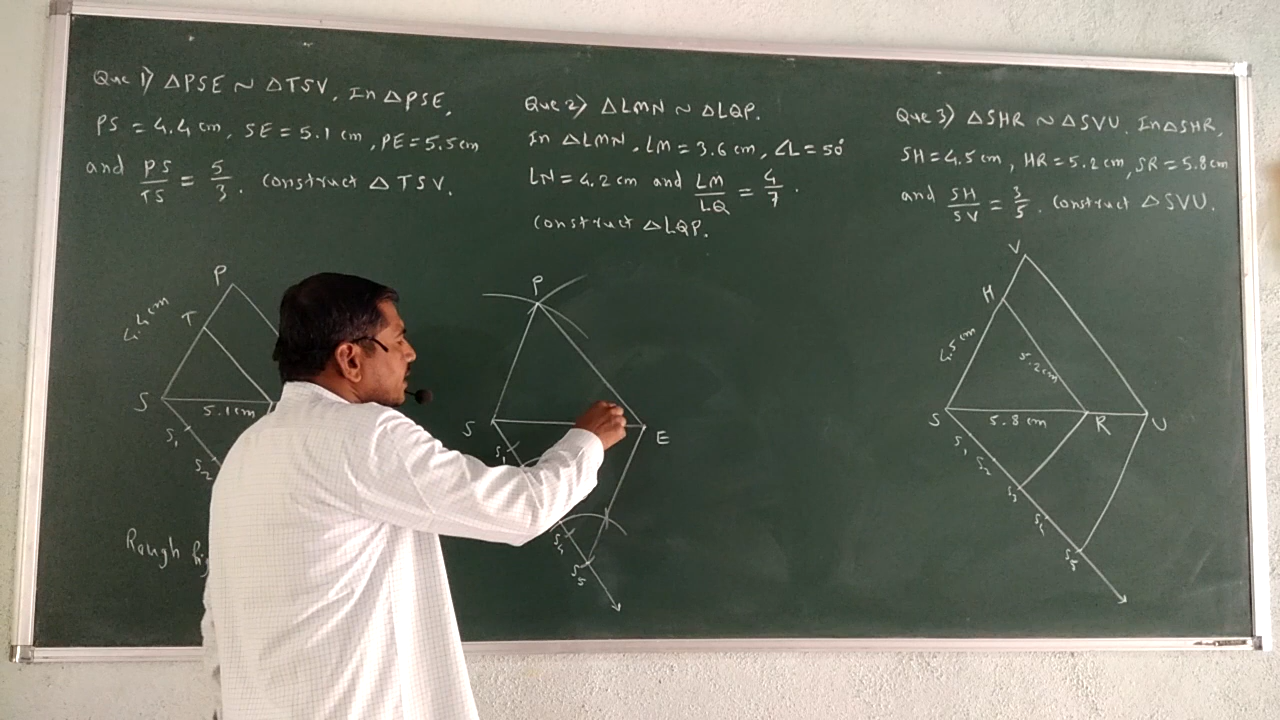 Que 1) △PSE ~ △TSV. In △PSE,
PS = 4.4 cm, SE = 5.1 cm, PE = 5.5 cm
and PS/TS = 5/3. Construct △TSV.
Que 2) △LMN ~ △LQP.
In △LMN, LM = 3.6 cm, ∠L = 50°
LN = 4.2 cm and LM/LQ = 4/7.
Construct △LQP.
Que 3) △SHR ~ △SVU. In △SHR,
SH = 4.5 cm, HR = 5.2 cm, SR = 5.8 cm
and SH/SV = 3/5. Construct △SVU.
P
4.4 cm
T
S
5.1 cm
S₁
S₂
Rough
P
S
E
S₁
S₄
S₅
V
H
4.5 cm
5.2 cm
S
5.8 cm
R
U
S₁
S₂
S₃
S₄
S₅